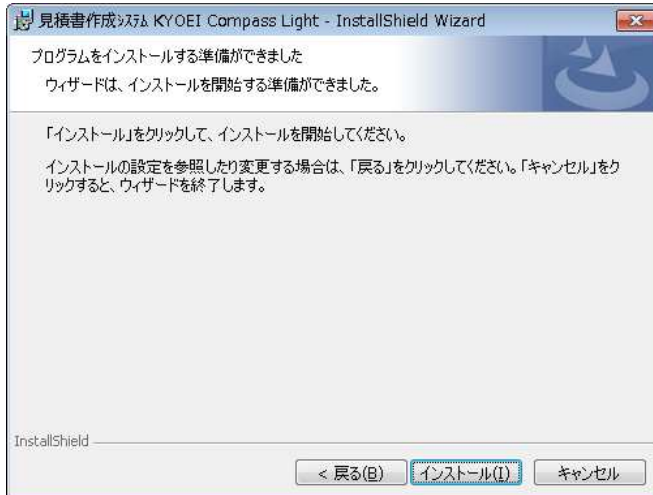 見積書作成ｼｽﾃﾑ KYOEI Compass Light - InstallShield Wizard
プログラムをインストールする準備ができました
ウィザードは、インストールを開始する準備ができました。
「インストール」をクリックして、インストールを開始してください。
インストールの設定を参照したり変更する場合は、「戻る」をクリックしてください。「キャンセル」をク
リックすると、ウィザードを終了します。
InstallShield
< 戻る(B)
インストール(I)
キャンセル